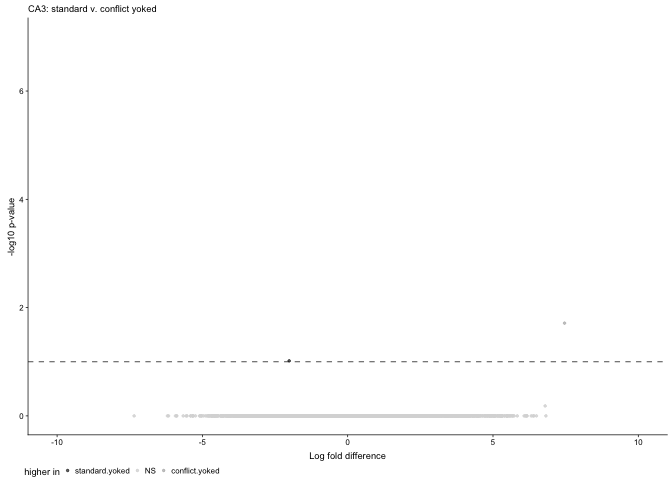 CA3: standard v. conflict yoked
6
4
2
0
-log10 p-value
-10 -5 0 5 10
Log fold difference
higher in standard.yoked NS conflict.yoked